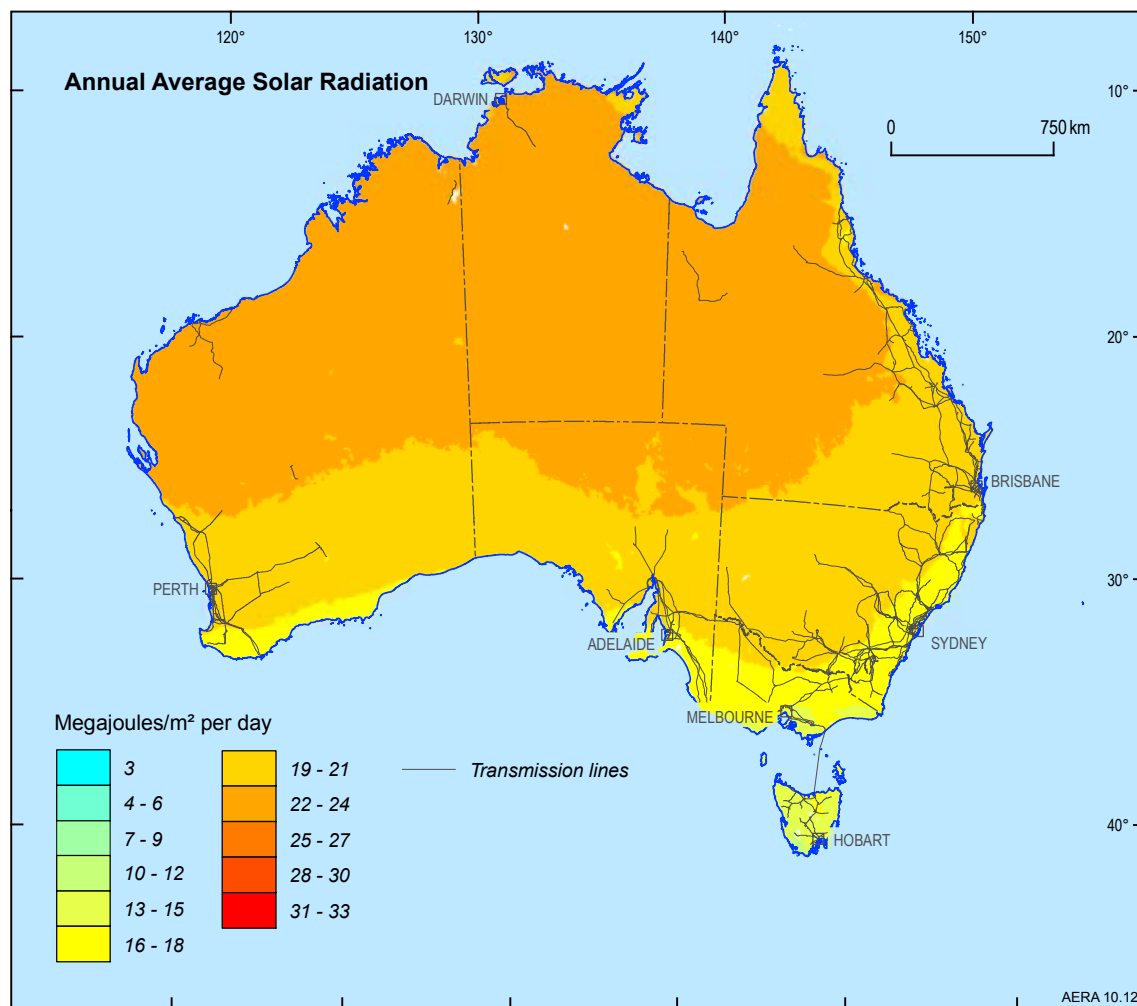 120°
130°
140°
150°
Annual Average Solar Radiation
DARWIN
10°
0
750 km
20°
BRISBANE
PERTH
30°
ADELAIDE
SYDNEY
MELBOURNE
Megajoules/m² per day
3
4 - 6
7 - 9
10 - 12
13 - 15
16 - 18
19 - 21
22 - 24
25 - 27
28 - 30
31 - 33
Transmission lines
HOBART
40°
AERA 10.12